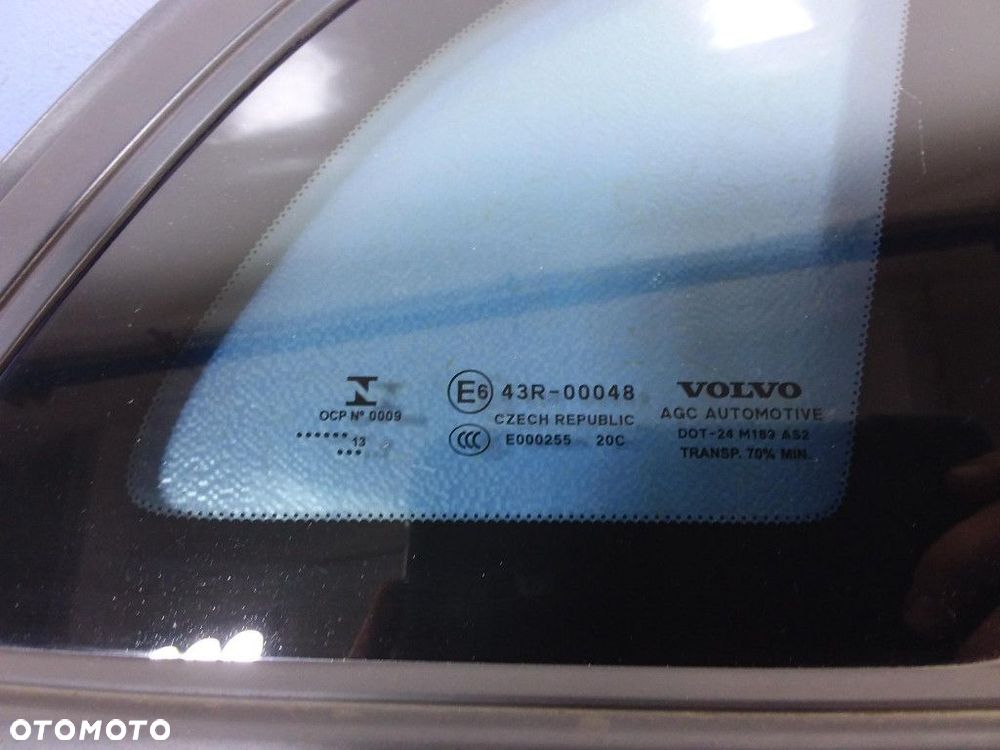 N
OCP Nº 0009
....... 13
...
E6 43R-00048
CZECH REPUBLIC
CCC E000255 20C
VOLVO
AGC AUTOMOTIVE
DOT-24 M183 AS2
TRANSP. 70% MIN.
OTOMOTO